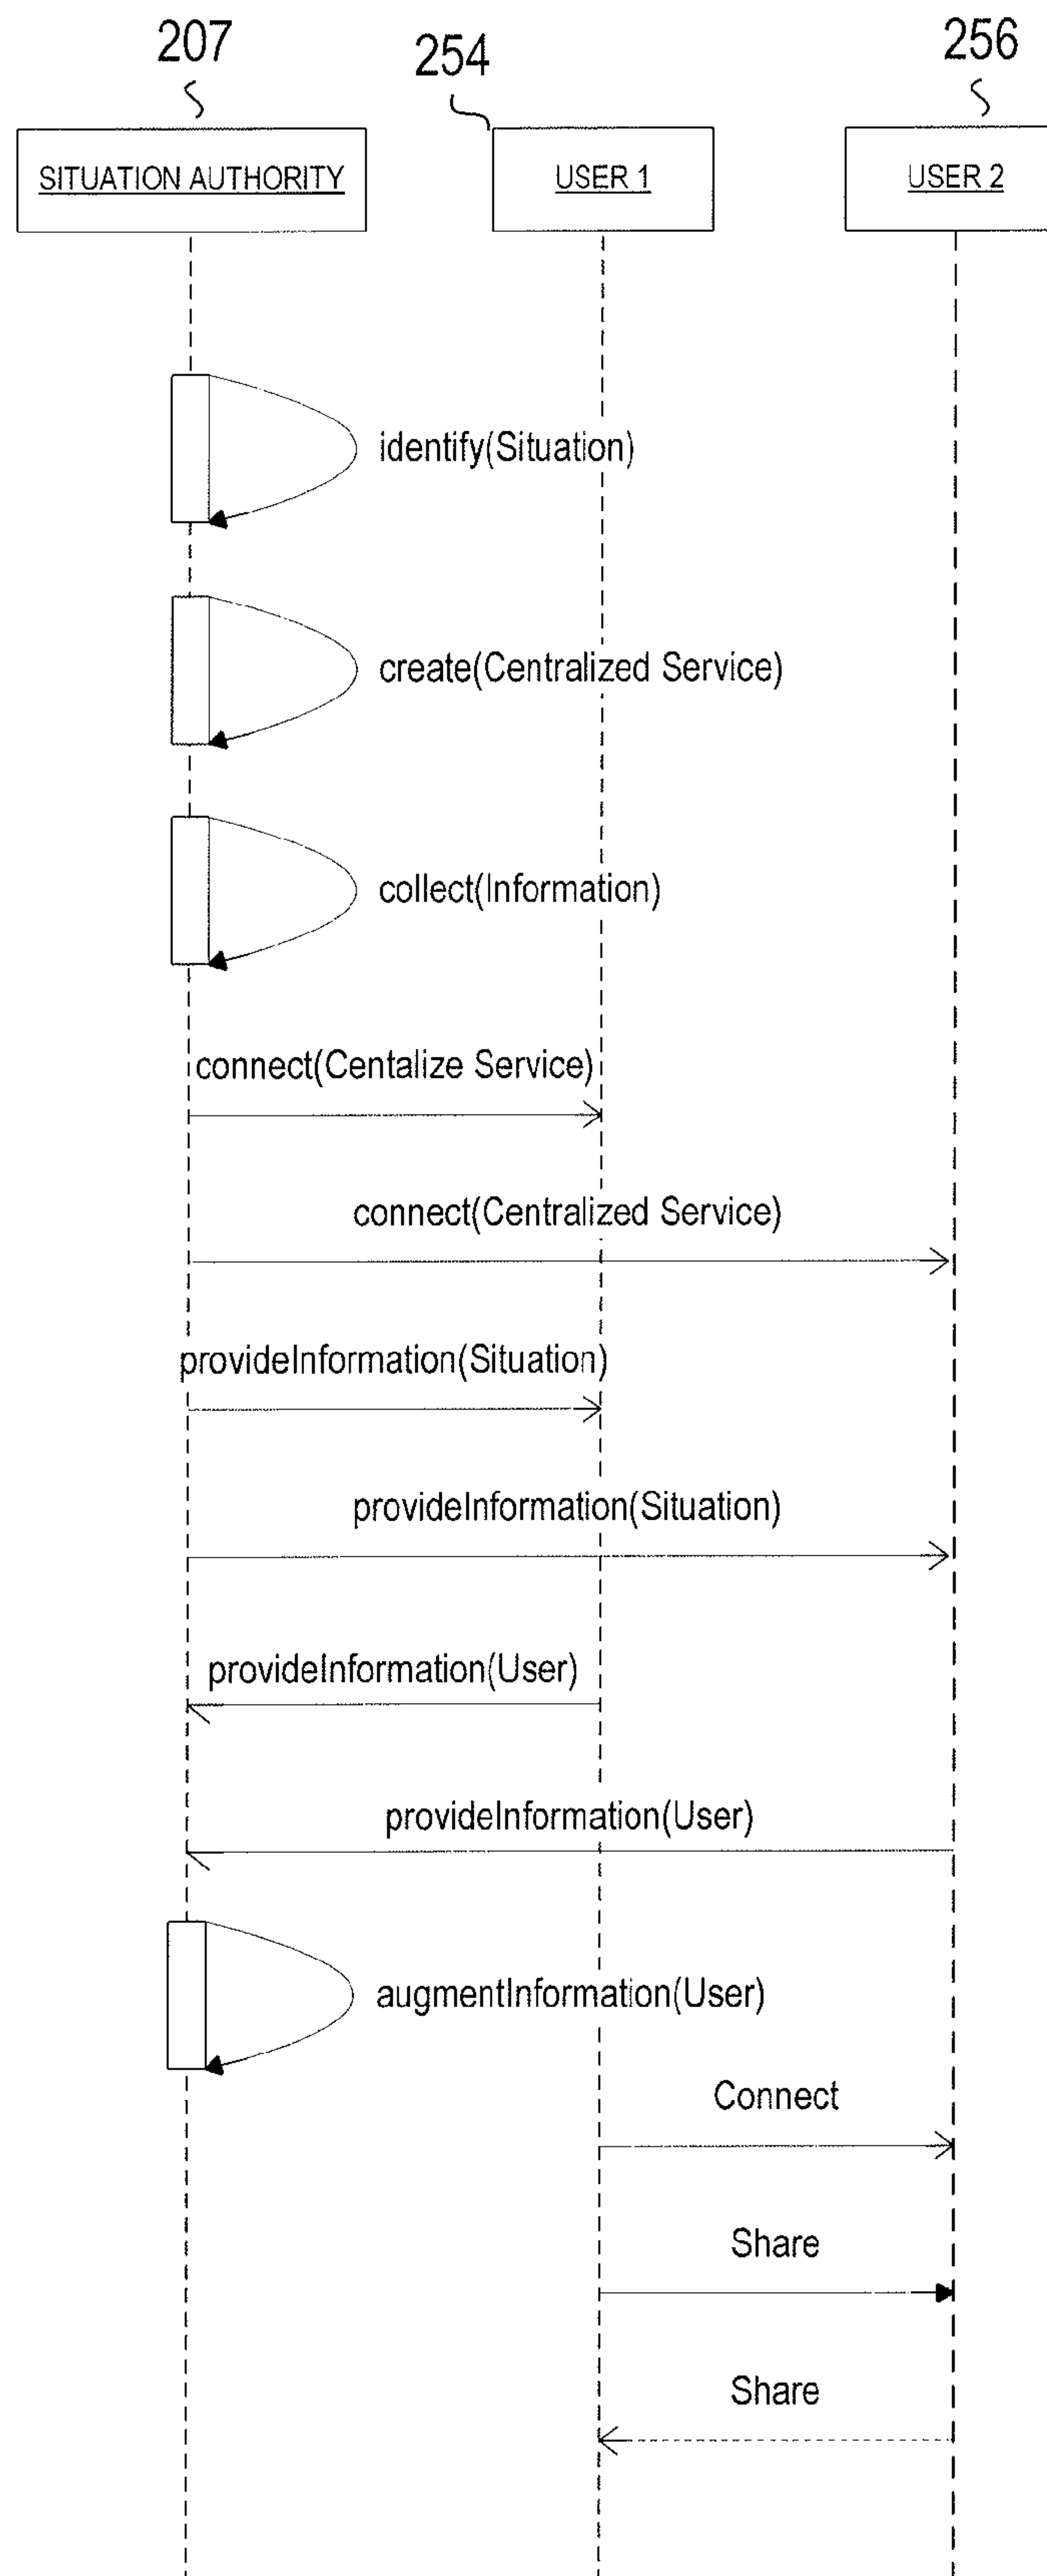 207
254
256
SITUATION AUTHORITY
USER 1
USER 2
identify(Situation)
create(Centralized Service)
collect(Information)
connect(Centalize Service)
connect(Centralized Service)
provideInformation(Situation)
provideInformation(Situation)
provideInformation(User)
provideInformation(User)
augmentInformation(User)
Connect
Share
Share